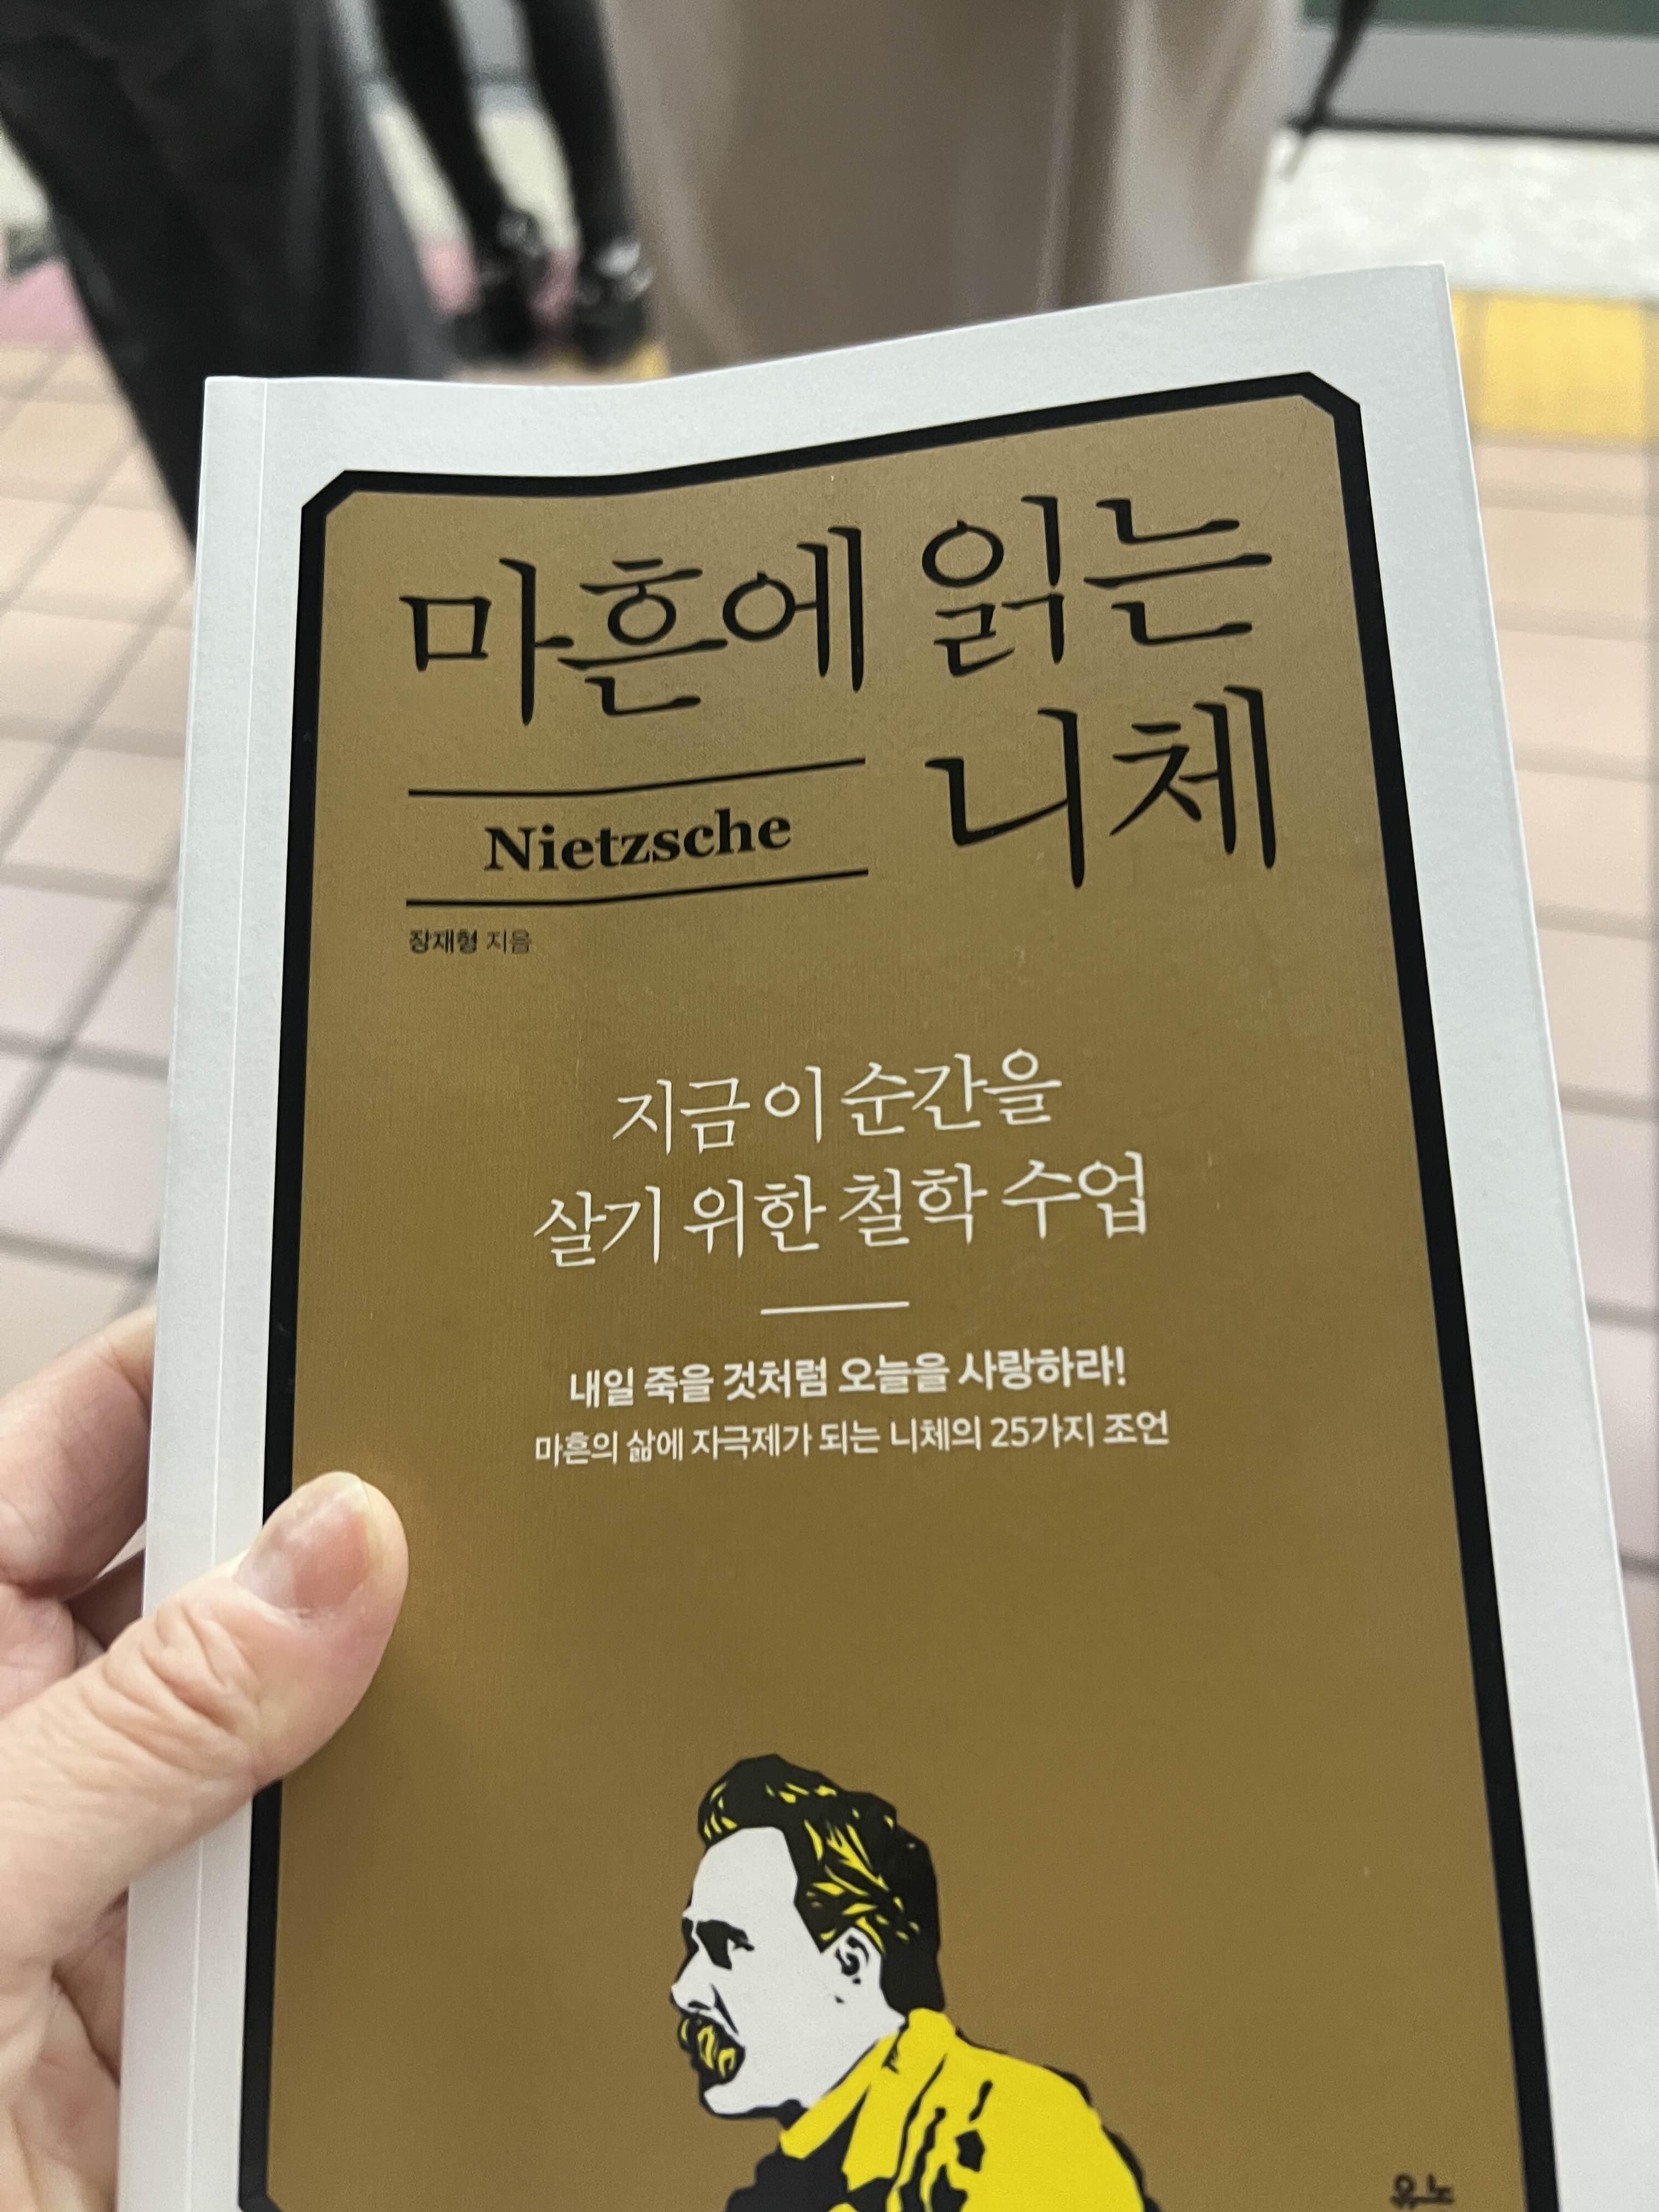 마흔에 읽는
니체
Nietzsche
장재형 지음
지금 이 순간을
살기 위한 철학 수업
내일 죽을 것처럼 오늘을 사랑하라!
마흔의 삶에 자극제가 되는 니체의 25가지 조언
유노